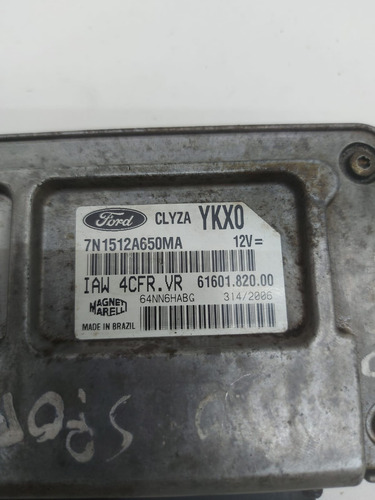 Ford CLYZA YKX0
7N1512A650MA 12V=
IAW 4CFR.VR 61601.820.00
MAGNETI MARELLI 64NN6HABG 314/2006
MADE IN BRAZIL